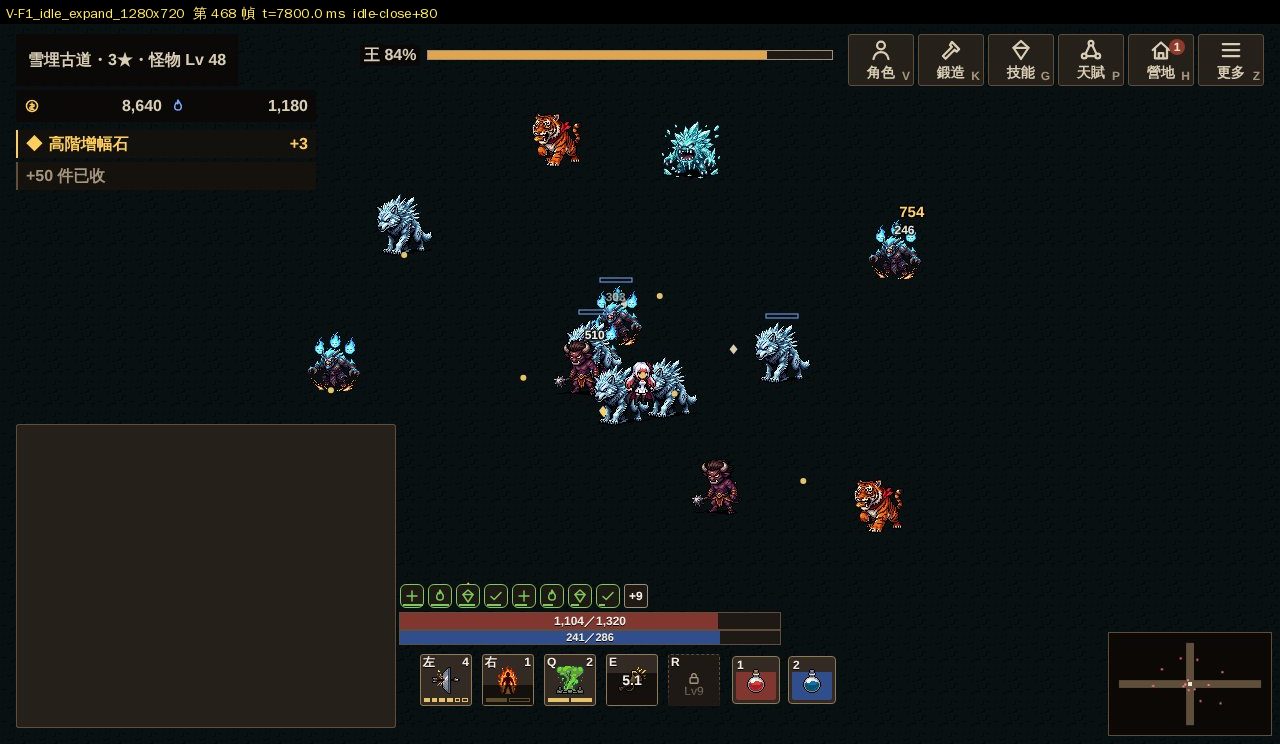 V-F1_idle_expand_1280x720 第 468 幀 t=7800.0 ms idle-close+80
雪埋古道・3★・怪物 Lv 48
王 84%
角色 V
鍛造 K
技能 G
天賦 P
營地 H 1
更多 Z
8,640 1,180
高階增幅石 +3
+50 件已收
754
246
303
510
+9
1,104／1,320
241／286
左 4
右 1
Q 2
E 5.1
R Lv9
1
2